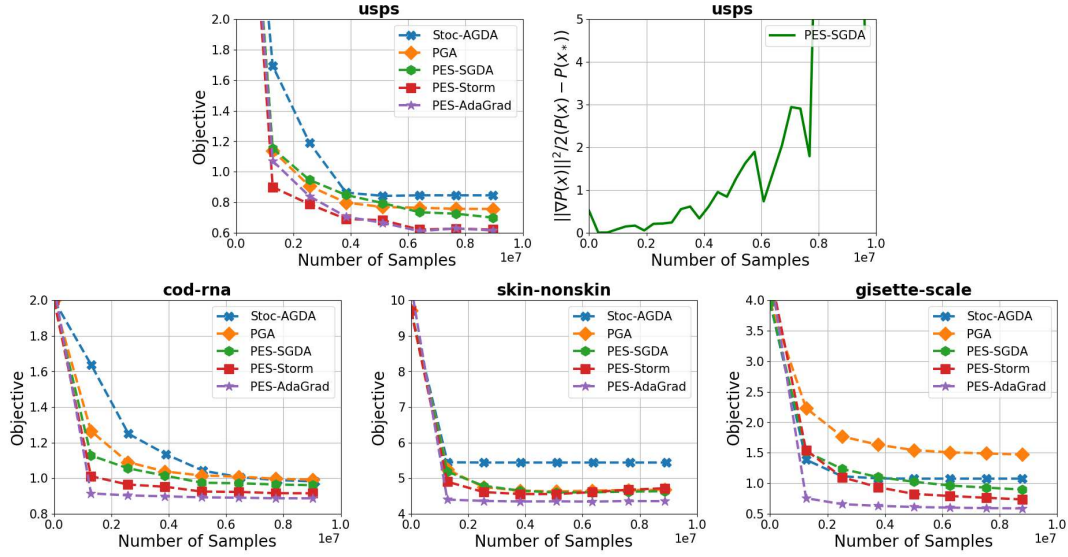 usps
2.0
1.8
1.6
1.4
1.2
1.0
0.8
0.6
Objective
Stoc-AGDA
PGA
PES-SGDA
PES-Storm
PES-AdaGrad
0.0 0.2 0.4 0.6 0.8 1.0
1e7
Number of Samples
usps
5
4
3
2
1
0
||∇P(x)||²/2(P(x) − P(x∗))
PES-SGDA
0.0 0.2 0.4 0.6 0.8 1.0
1e7
Number of Samples
cod-rna
2.0
1.8
1.6
1.4
1.2
1.0
0.8
Objective
Stoc-AGDA
PGA
PES-SGDA
PES-Storm
PES-AdaGrad
0.0 0.2 0.4 0.6 0.8 1.0
1e7
Number of Samples
skin-nonskin
10
9
8
7
6
5
4
Objective
Stoc-AGDA
PGA
PES-SGDA
PES-Storm
PES-AdaGrad
0.0 0.2 0.4 0.6 0.8 1.0
1e7
Number of Samples
gisette-scale
4.0
3.5
3.0
2.5
2.0
1.5
1.0
0.5
Objective
Stoc-AGDA
PGA
PES-SGDA
PES-Storm
PES-AdaGrad
0.0 0.2 0.4 0.6 0.8 1.0
1e7
Number of Samples